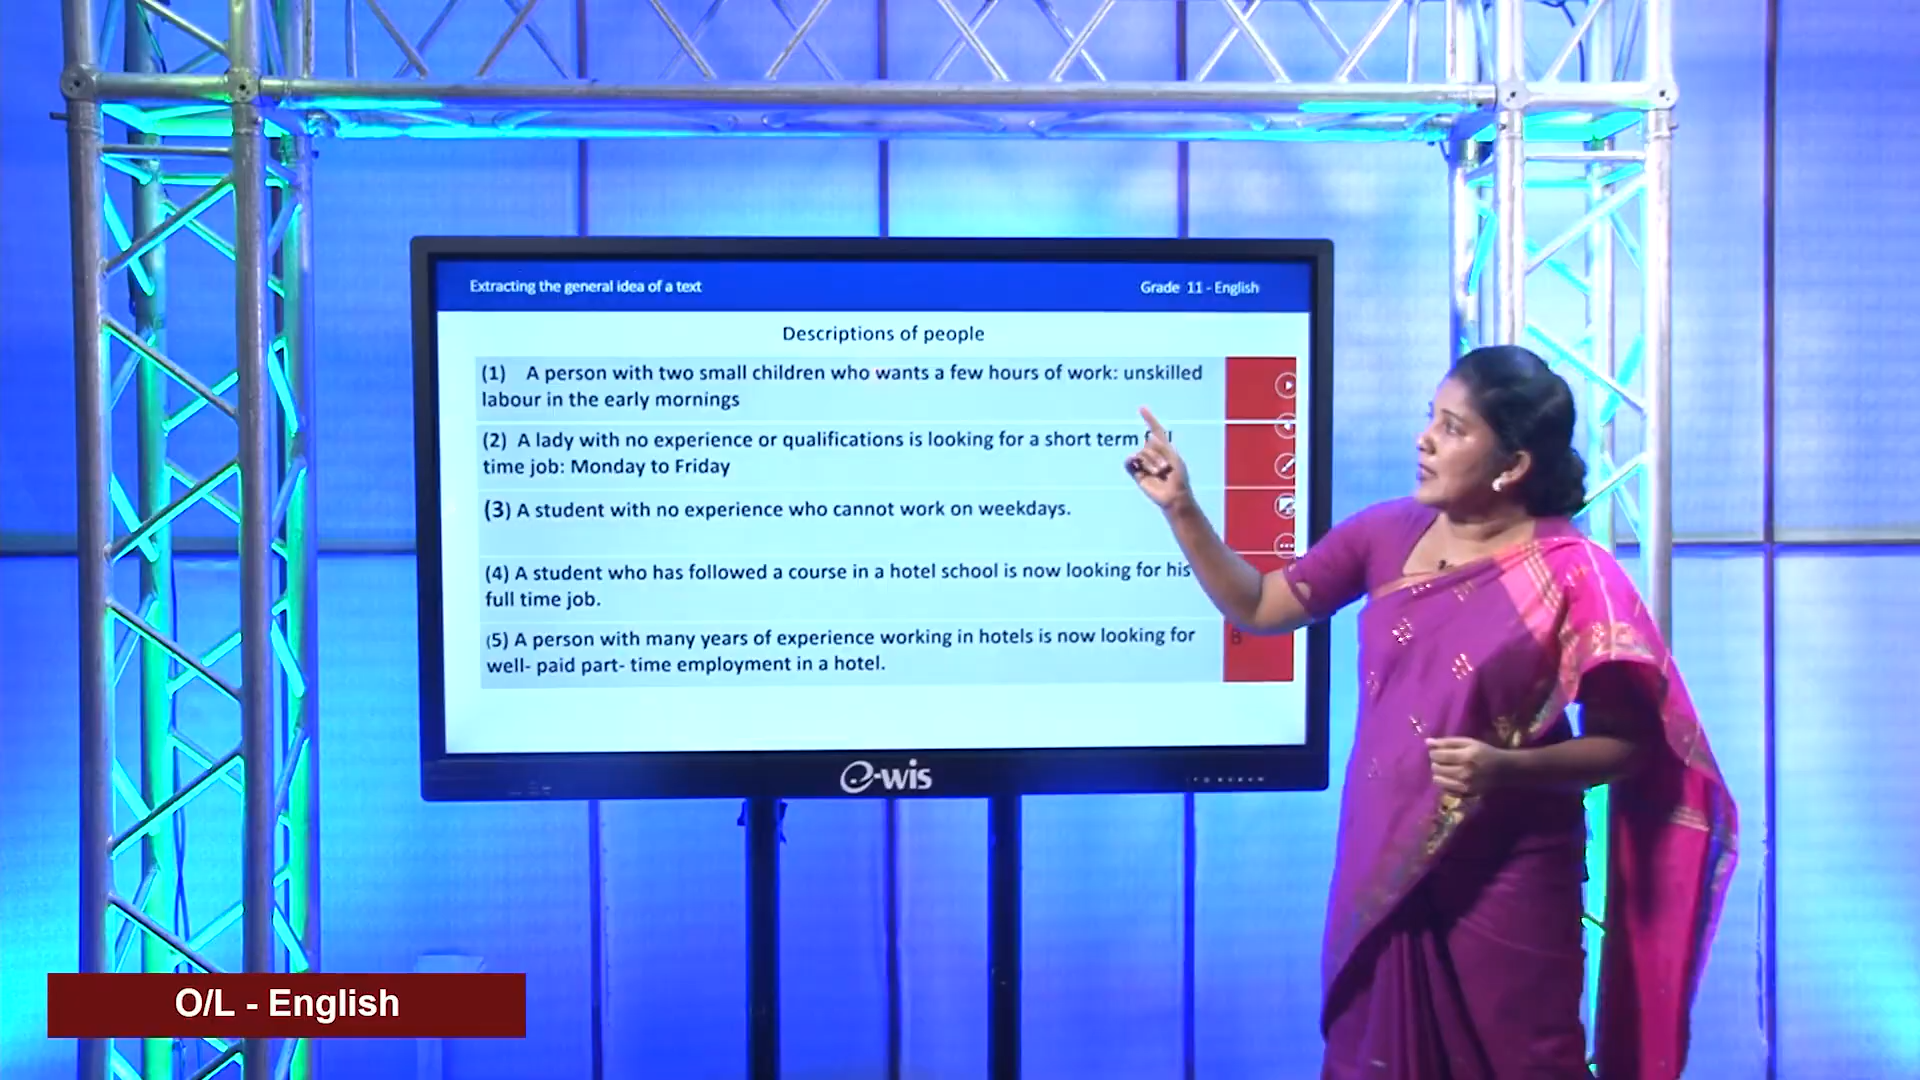 Extracting the general idea of a text
Grade 11 - English
Descriptions of people
(1) A person with two small children who wants a few hours of work: unskilled
labour in the early mornings
(2) A lady with no experience or qualifications is looking for a short term
time job: Monday to Friday
(3) A student with no experience who cannot work on weekdays.
(4) A student who has followed a course in a hotel school is now looking for his
full time job.
(5) A person with many years of experience working in hotels is now looking for
well- paid part- time employment in a hotel.
B
e-wis
O/L - English